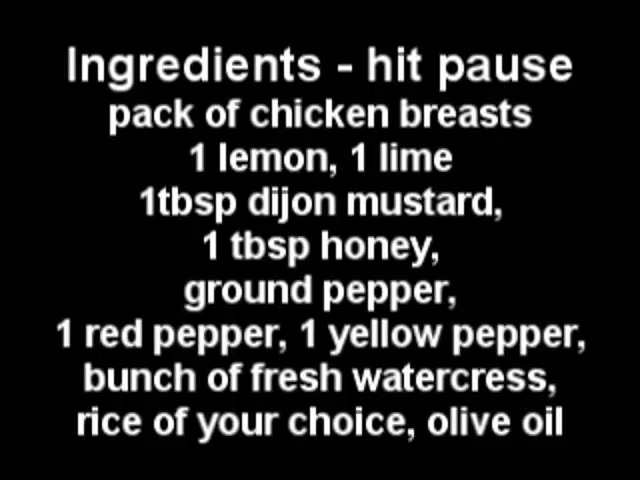 Ingredients - hit pause
pack of chicken breasts
1 lemon, 1 lime
1tbsp dijon mustard,
1 tbsp honey,
ground pepper,
1 red pepper, 1 yellow pepper,
bunch of fresh watercress,
rice of your choice, olive oil